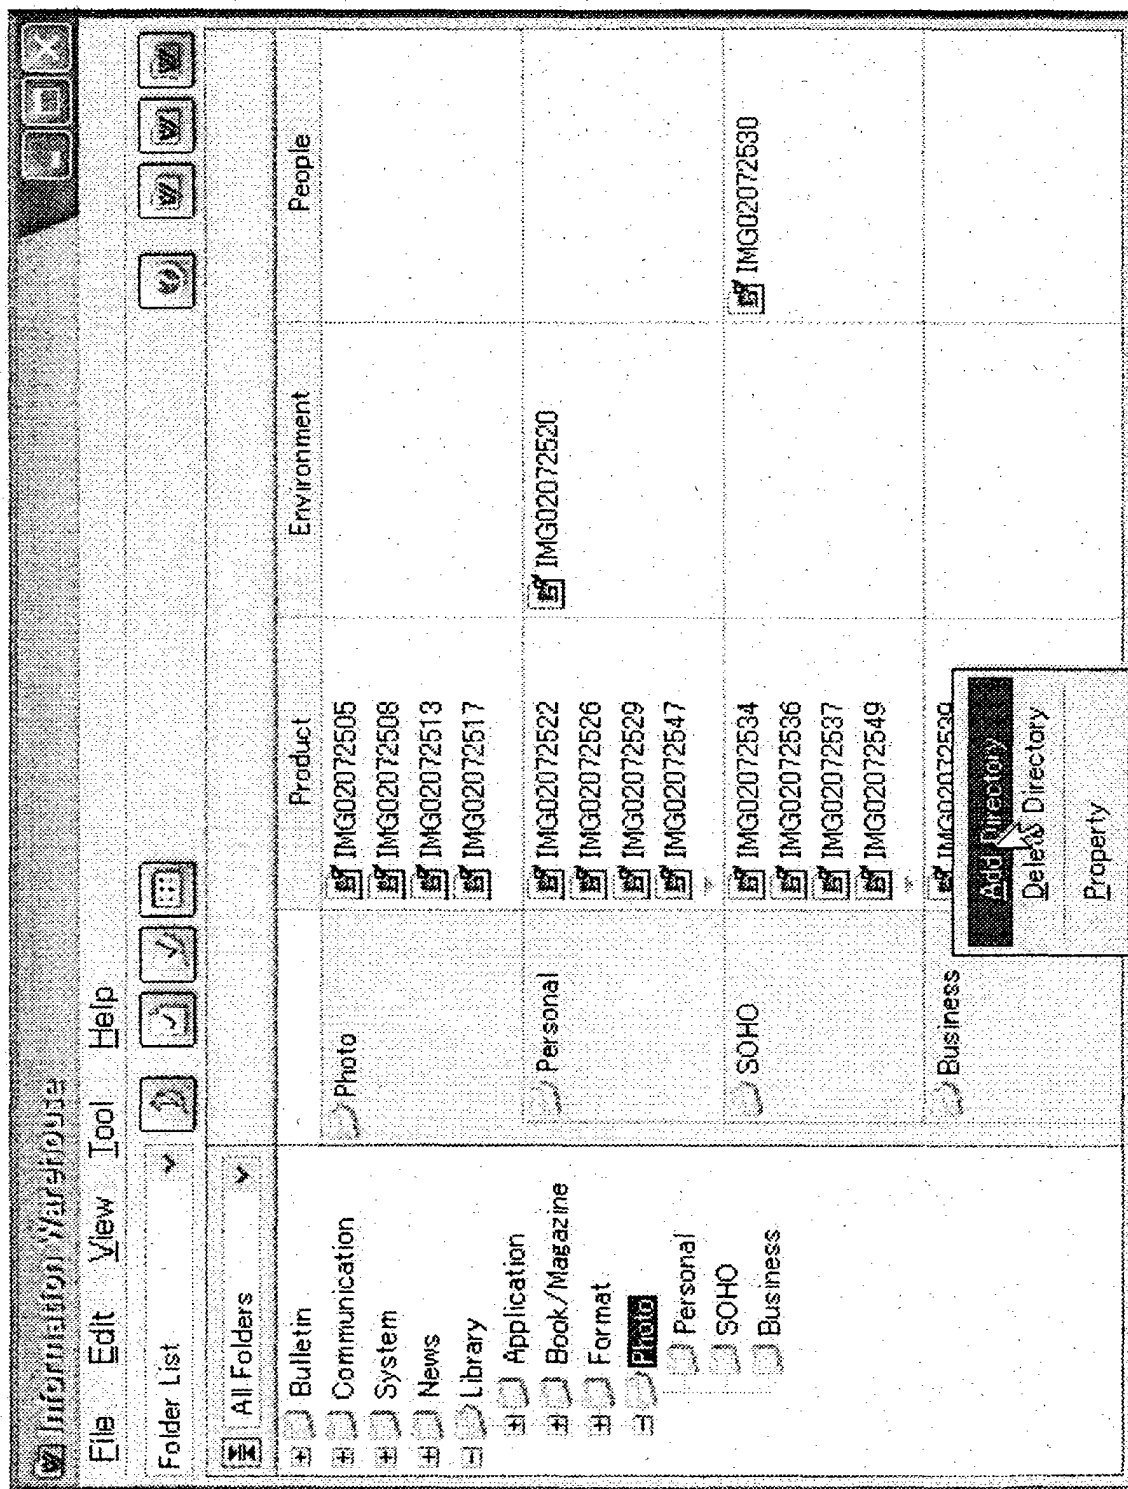 Information Warehouse
File Edit View Tool Help
Folder List
All Folders
Bulletin
Communication
System
News
Library
Application
Book/Magazine
Format
Photo
Personal
SOHO
Business
Product Environment People
Photo
IMG02072505
IMG02072508
IMG02072513
IMG02072517
Personal
IMG02072522 IMG02072520
IMG02072526
IMG02072529
IMG02072547
SOHO
IMG02072534 IMG02072530
IMG02072536
IMG02072537
IMG02072549
Business
IMG02072539
Add Directory
Delete Directory
Property